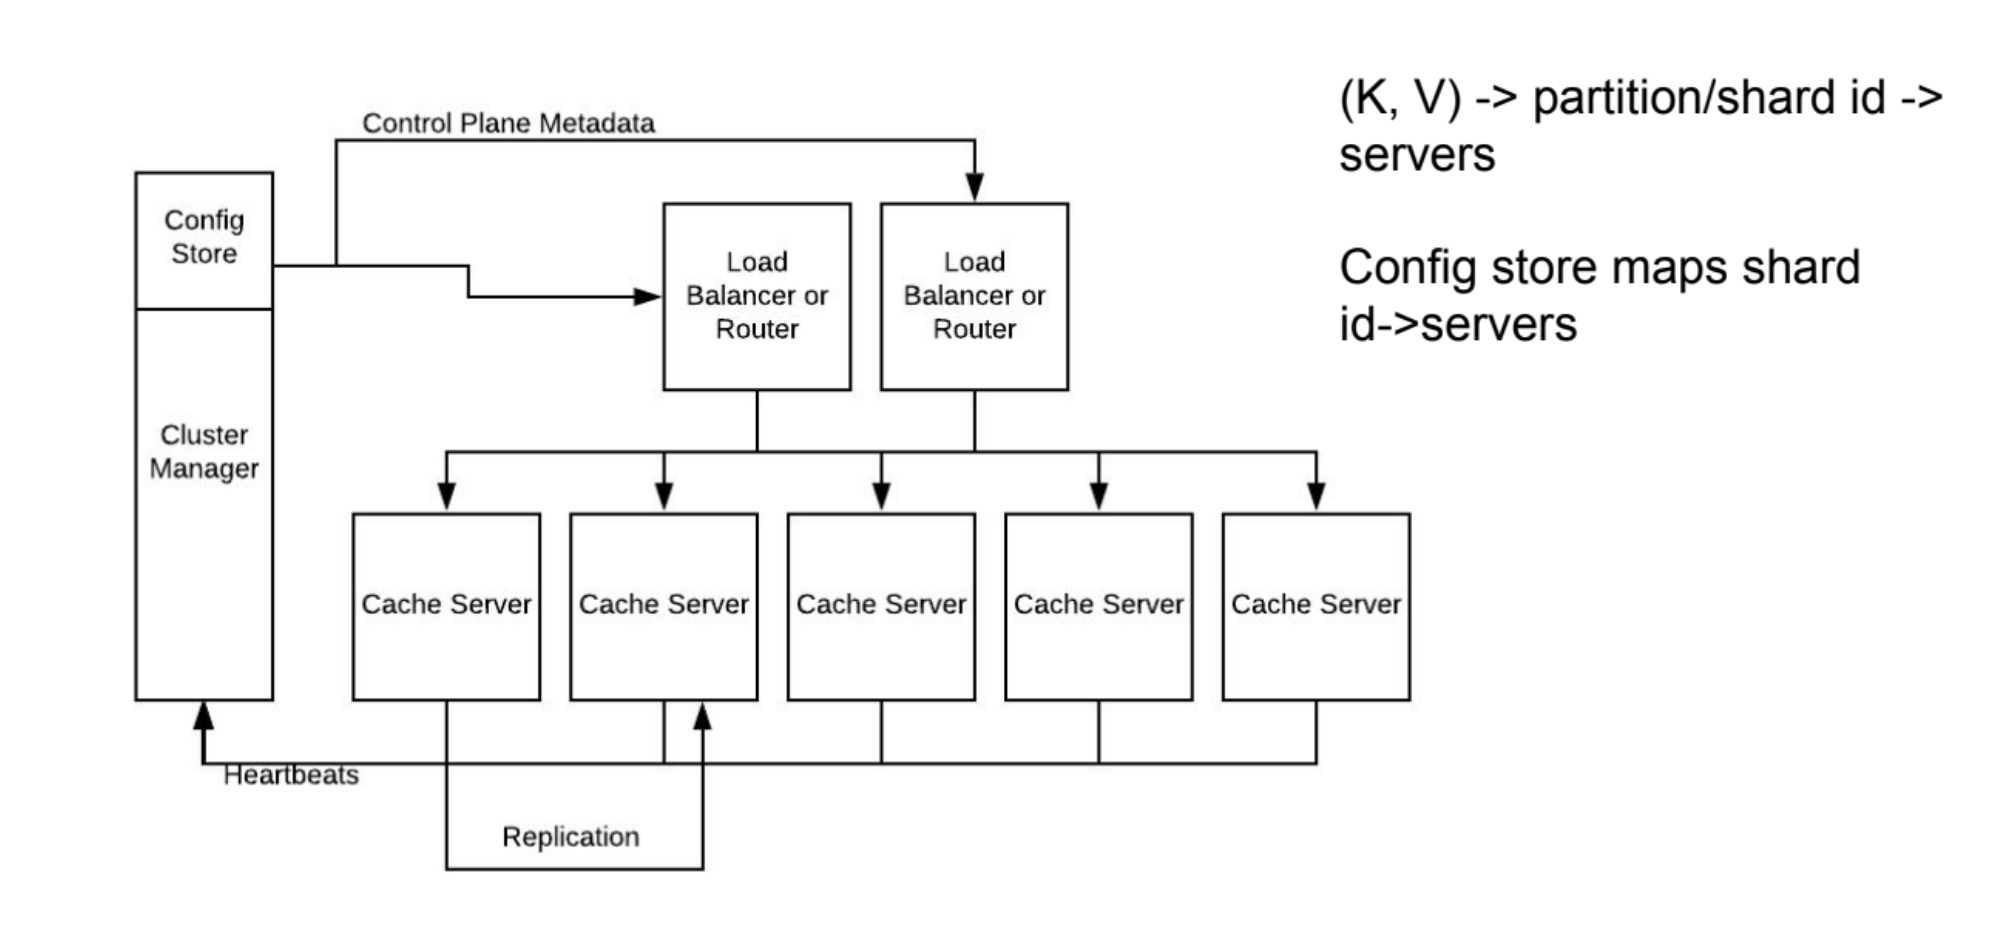 Control Plane Metadata
(K, V) -> partition/shard id ->
servers
Config store maps shard
id->servers
Config
Store
Cluster
Manager
Load
Balancer or
Router
Load
Balancer or
Router
Cache Server
Cache Server
Cache Server
Cache Server
Cache Server
Heartbeats
Replication